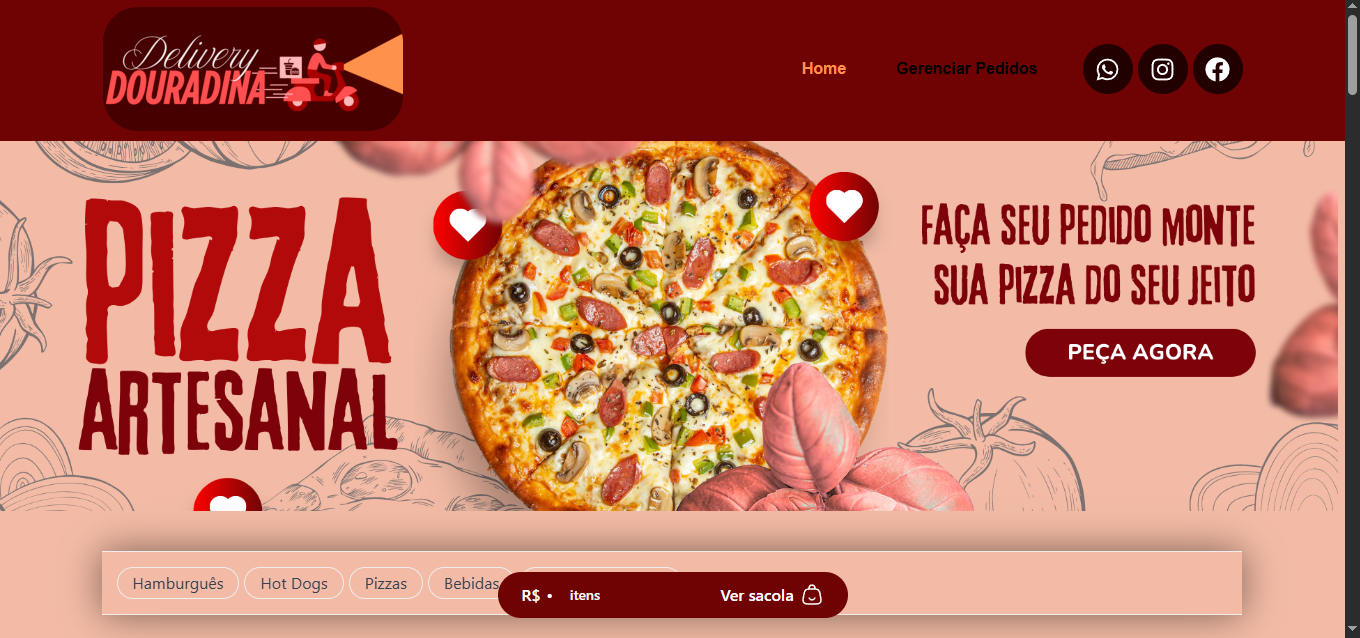 Delivery
DOURADINA
Home
Gerenciar Pedidos
PIZZA
ARTESANAL
FAÇA SEU PEDIDO MONTE
SUA PIZZA DO SEU JEITO
PEÇA AGORA
Hamburguês
Hot Dogs
Pizzas
Bebidas
R$ • itens
Ver sacola